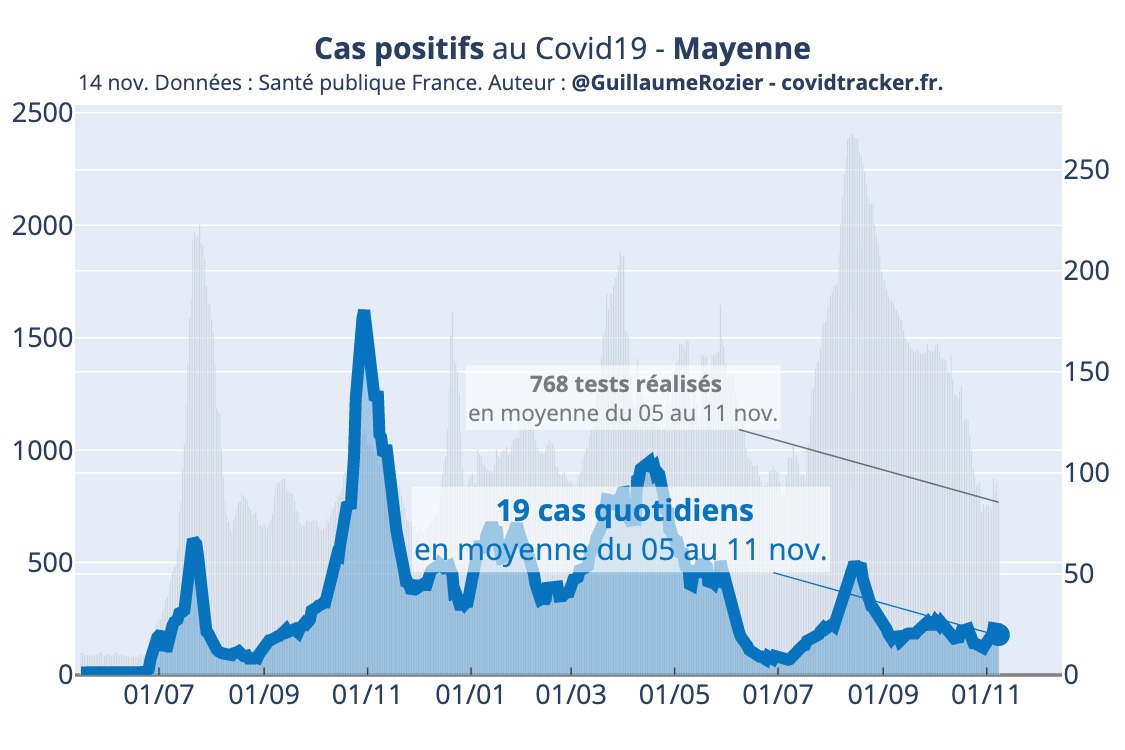 Cas positifs au Covid19 - Mayenne
14 nov. Données : Santé publique France. Auteur : @GuillaumeRozier - covidtracker.fr.
2500
2000
1500
1000
500
0
250
200
150
100
50
0
768 tests réalisés
en moyenne du 05 au 11 nov.
19 cas quotidiens
en moyenne du 05 au 11 nov.
01/07 01/09 01/11 01/01 01/03 01/05 01/07 01/09 01/11